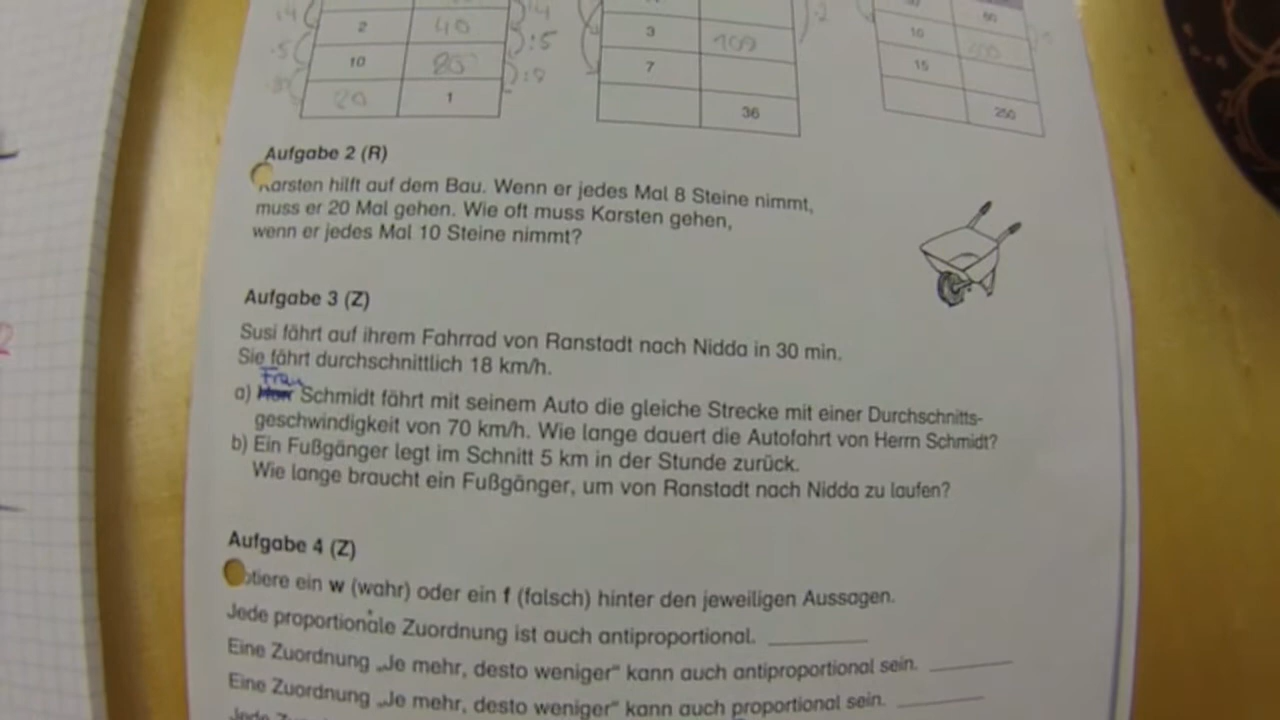 2 40
10 80
20 1
:5
3 109
7
36
60
10
15
250
Aufgabe 2 (R)
Karsten hilft auf dem Bau. Wenn er jedes Mal 8 Steine nimmt,
muss er 20 Mal gehen. Wie oft muss Karsten gehen,
wenn er jedes Mal 10 Steine nimmt?
Aufgabe 3 (Z)
Susi fährt auf ihrem Fahrrad von Ranstadt nach Nidda in 30 min.
Sie fährt durchschnittlich 18 km/h.
Frau
a) Schmidt fährt mit seinem Auto die gleiche Strecke mit einer Durchschnitts-
geschwindigkeit von 70 km/h. Wie lange dauert die Autofahrt von Herrn Schmidt?
b) Ein Fußgänger legt im Schnitt 5 km in der Stunde zurück.
Wie lange braucht ein Fußgänger, um von Ranstadt nach Nidda zu laufen?
Aufgabe 4 (Z)
otiere ein w (wahr) oder ein f (falsch) hinter den jeweiligen Aussagen.
Jede proportionale Zuordnung ist auch antiproportional.
Eine Zuordnung „Je mehr, desto weniger" kann auch antiproportional sein.
Eine Zuordnung „Je mehr, desto weniger" kann auch proportional sein.
Jede